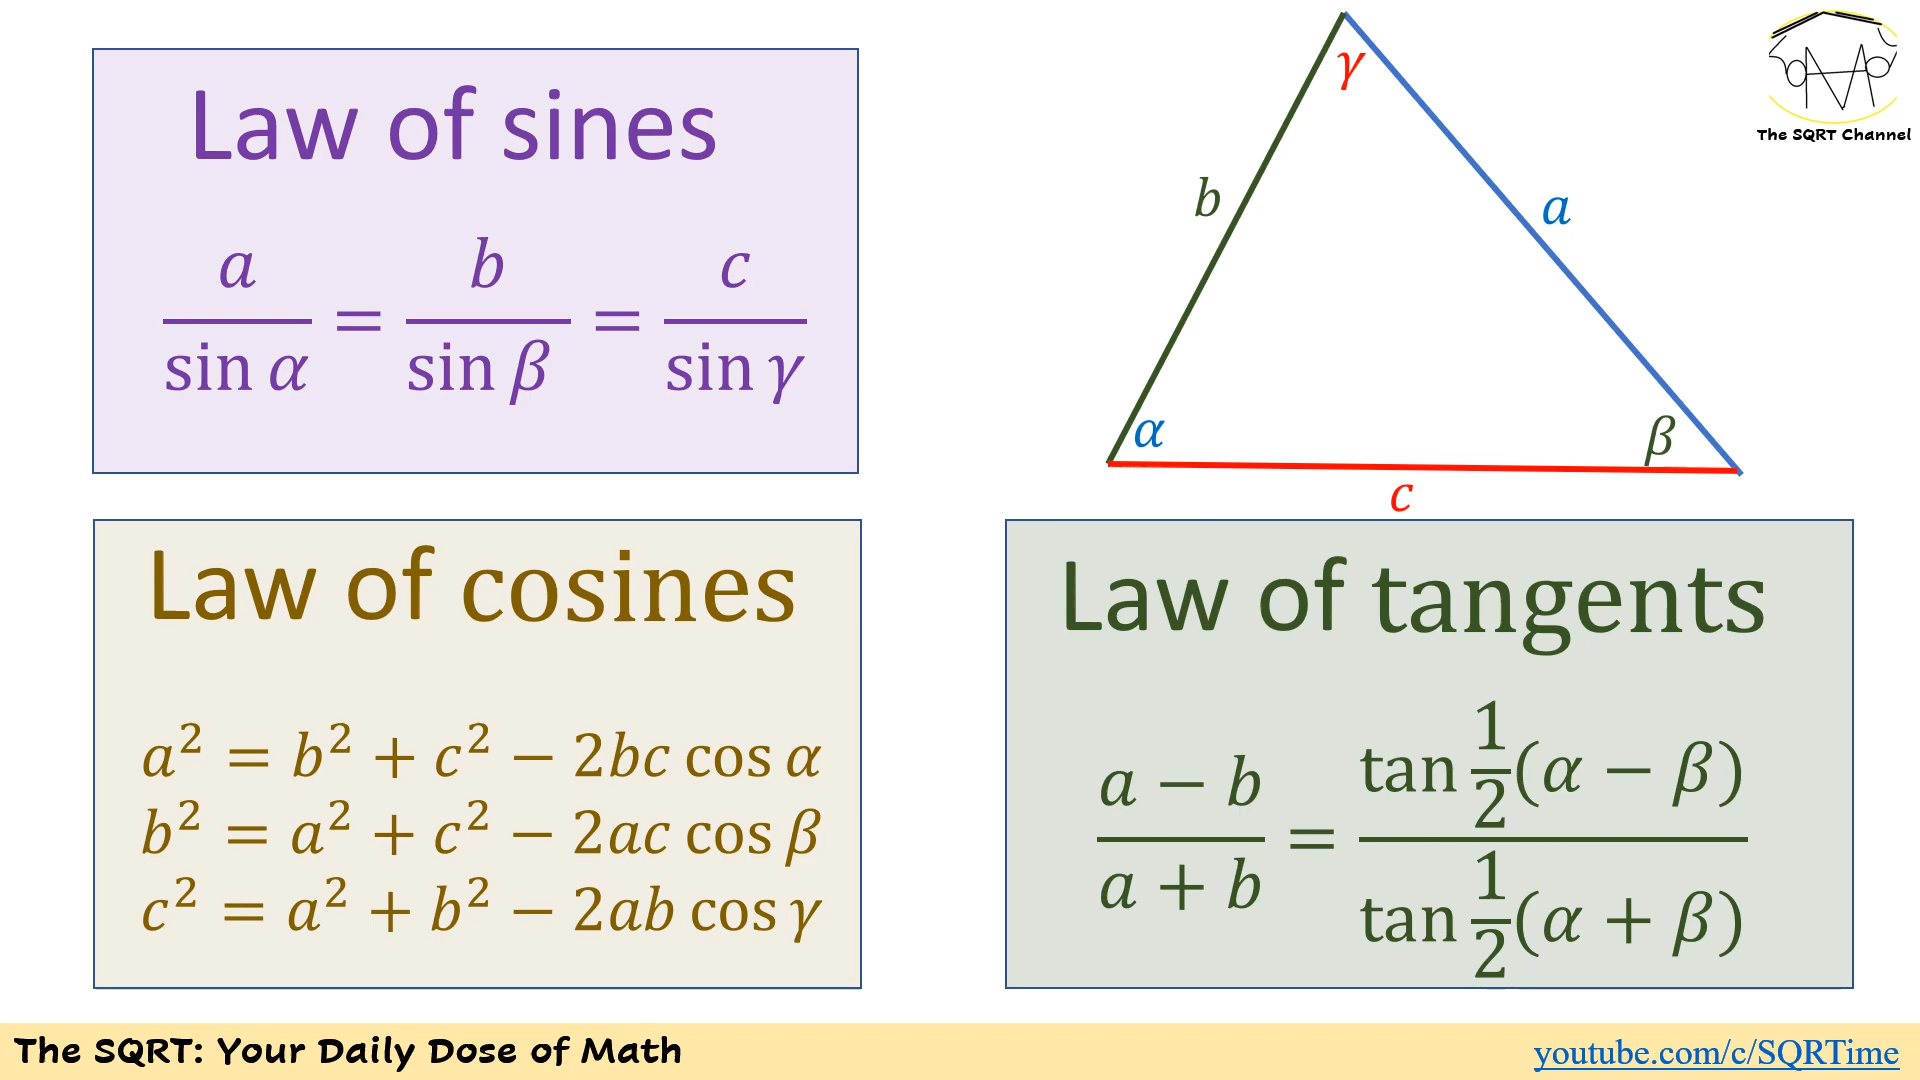 Law of sines
a/sin α = b/sin β = c/sin γ
γ
b
a
α
β
c
The SQRT Channel
Law of cosines
a² = b² + c² − 2bc cos α
b² = a² + c² − 2ac cos β
c² = a² + b² − 2ab cos γ
Law of tangents
(a − b)/(a + b) = tan 1/2 (α − β) / tan 1/2 (α + β)
The SQRT: Your Daily Dose of Math
youtube.com/c/SQRTime